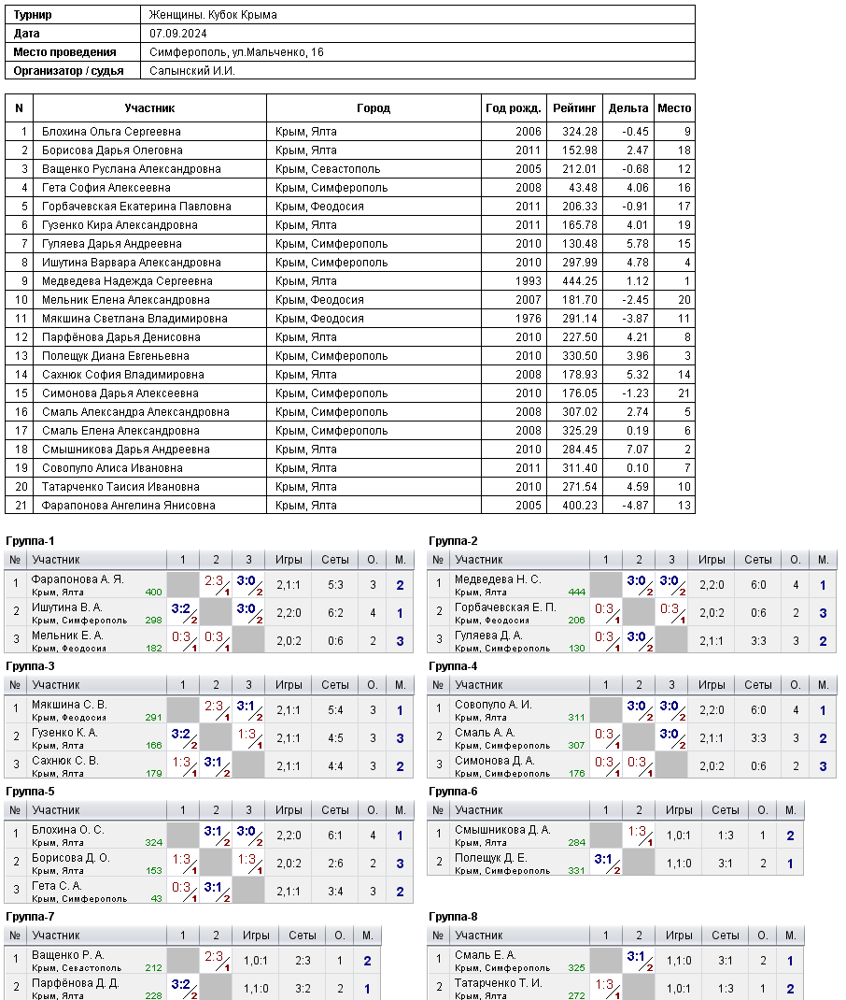 Турнир Женщины. Кубок Крыма
Дата 07.09.2024
Место проведения Симферополь, ул.Мальченко, 16
Организатор / судья Салынский И.И.
N Участник Город Год рожд. Рейтинг Дельта Место
1 Блохина Ольга Сергеевна Крым, Ялта 2006 324.28 -0.45 9
2 Борисова Дарья Олеговна Крым, Ялта 2011 152.98 2.47 18
3 Ващенко Руслана Александровна Крым, Севастополь 2005 212.01 -0.68 12
4 Гета София Алексеевна Крым, Симферополь 2008 43.48 4.06 16
5 Горбачевская Екатерина Павловна Крым, Феодосия 2011 206.33 -0.91 17
6 Гузенко Кира Александровна Крым, Ялта 2011 165.78 4.01 19
7 Гуляева Дарья Андреевна Крым, Симферополь 2010 130.48 5.78 15
8 Ишутина Варвара Александровна Крым, Симферополь 2010 297.99 4.78 4
9 Медведева Надежда Сергеевна Крым, Ялта 1993 444.25 1.12 1
10 Мельник Елена Александровна Крым, Феодосия 2007 181.70 -2.45 20
11 Мякшина Светлана Владимировна Крым, Феодосия 1976 291.14 -3.87 11
12 Парфёнова Дарья Денисовна Крым, Ялта 2010 227.50 4.21 8
13 Полещук Диана Евгеньевна Крым, Симферополь 2010 330.50 3.96 3
14 Сахнюк София Владимировна Крым, Ялта 2008 178.93 5.32 14
15 Симонова Дарья Алексеевна Крым, Симферополь 2010 176.05 -1.23 21
16 Смаль Александра Александровна Крым, Симферополь 2008 307.02 2.74 5
17 Смаль Елена Александровна Крым, Симферополь 2008 325.29 0.19 6
18 Смышникова Дарья Андреевна Крым, Ялта 2010 284.45 7.07 2
19 Совопуло Алиса Ивановна Крым, Ялта 2011 311.40 0.10 7
20 Татарченко Таисия Ивановна Крым, Ялта 2010 271.54 4.59 10
21 Фарапонова Ангелина Янисовна Крым, Ялта 2005 400.23 -4.87 13
Группа-1
№ Участник 1 2 3 Игры Сеты О. М.
1 Фарапонова А. Я. 2:3/1 3:0/2 2,1:1 5:3 3 2
Крым, Ялта 400
2 Ишутина В. А. 3:2/2 3:0/2 2,2:0 6:2 4 1
Крым, Симферополь 298
3 Мельник Е. А. 0:3/1 0:3/1 2,0:2 0:6 2 3
Крым, Феодосия 182
Группа-2
№ Участник 1 2 3 Игры Сеты О. М.
1 Медведева Н. С. 3:0/2 3:0/2 2,2:0 6:0 4 1
Крым, Ялта 444
2 Горбачевская Е. П. 0:3/1 0:3/1 2,0:2 0:6 2 3
Крым, Феодосия 206
3 Гуляева Д. А. 0:3/1 3:0/2 2,1:1 3:3 3 2
Крым, Симферополь 130
Группа-3
№ Участник 1 2 3 Игры Сеты О. М.
1 Мякшина С. В. 2:3/1 3:1/2 2,1:1 5:4 3 1
Крым, Феодосия 291
2 Гузенко К. А. 3:2/2 1:3/1 2,1:1 4:5 3 3
Крым, Ялта 166
3 Сахнюк С. В. 1:3/1 3:1/2 2,1:1 4:4 3 2
Крым, Ялта 179
Группа-4
№ Участник 1 2 3 Игры Сеты О. М.
1 Совопуло А. И. 3:0/2 3:0/2 2,2:0 6:0 4 1
Крым, Ялта 311
2 Смаль А. А. 0:3/1 3:0/2 2,1:1 3:3 3 2
Крым, Симферополь 307
3 Симонова Д. А. 0:3/1 0:3/1 2,0:2 0:6 2 3
Крым, Симферополь 176
Группа-5
№ Участник 1 2 3 Игры Сеты О. М.
1 Блохина О. С. 3:1/2 3:0/2 2,2:0 6:1 4 1
Крым, Ялта 324
2 Борисова Д. О. 1:3/1 1:3/1 2,0:2 2:6 2 3
Крым, Ялта 153
3 Гета С. А. 0:3/1 3:1/2 2,1:1 3:4 3 2
Крым, Симферополь 43
Группа-6
№ Участник 1 2 Игры Сеты О. М.
1 Смышникова Д. А. 1:3/1 1,0:1 1:3 1 2
Крым, Ялта 284
2 Полещук Д. Е. 3:1/2 1,1:0 3:1 2 1
Крым, Симферополь 331
Группа-7
№ Участник 1 2 Игры Сеты О. М.
1 Ващенко Р. А. 2:3/1 1,0:1 2:3 1 2
Крым, Севастополь 212
2 Парфёнова Д. Д. 3:2/2 1,1:0 3:2 2 1
Крым, Ялта 228
Группа-8
№ Участник 1 2 Игры Сеты О. М.
1 Смаль Е. А. 3:1/2 1,1:0 3:1 2 1
Крым, Симферополь 325
2 Татарченко Т. И. 1:3/1 1,0:1 1:3 1 2
Крым, Ялта 272